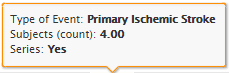 Type of Event: Primary Ischemic Stroke
Subjects (count): 4.00
Series: Yes